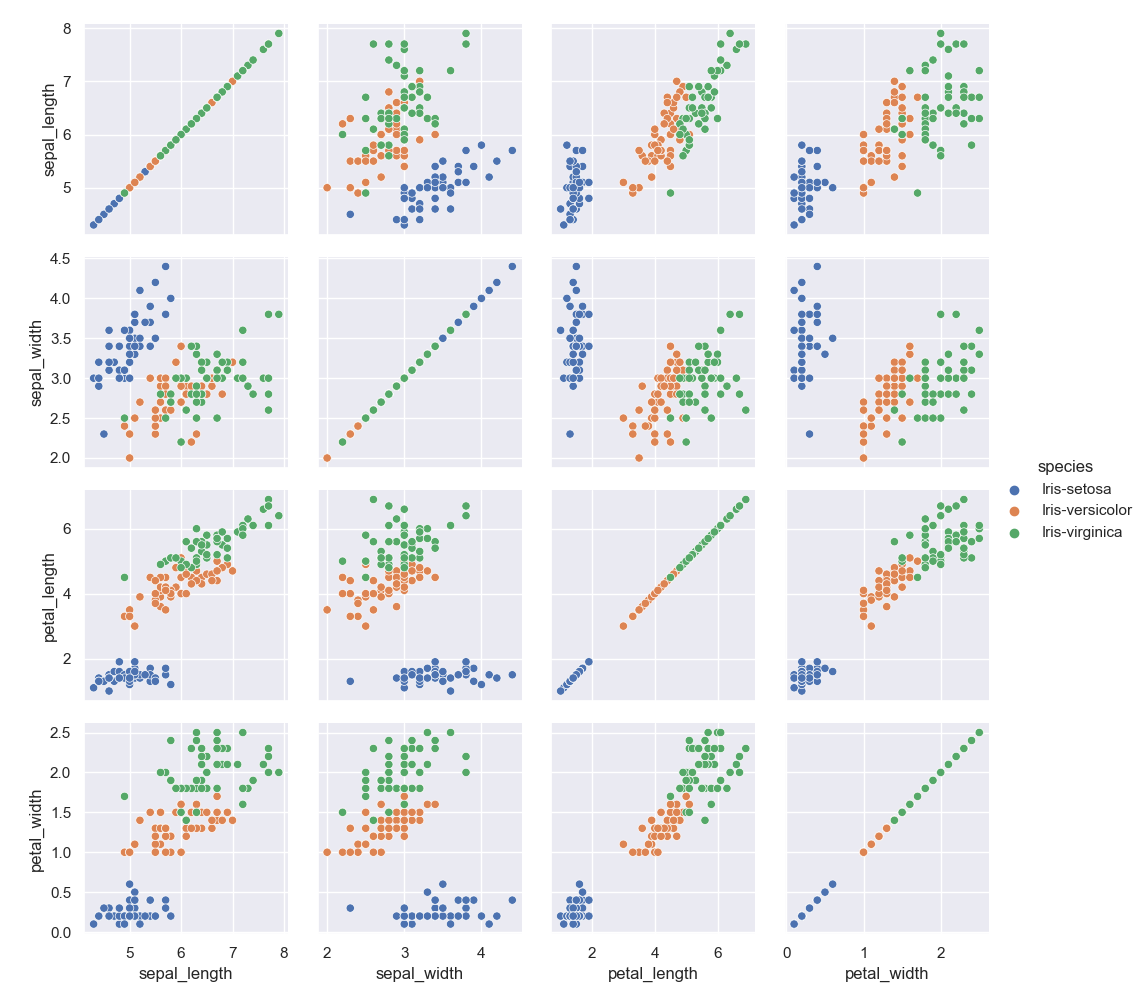 sepal_length
8
7
6
5
sepal_width
4.5
4.0
3.5
3.0
2.5
2.0
petal_length
6
4
2
petal_width
2.5
2.0
1.5
1.0
0.5
0.0
5 6 7 8
sepal_length
2 3 4
sepal_width
2 4 6
petal_length
0 1 2
petal_width
species
Iris-setosa
Iris-versicolor
Iris-virginica